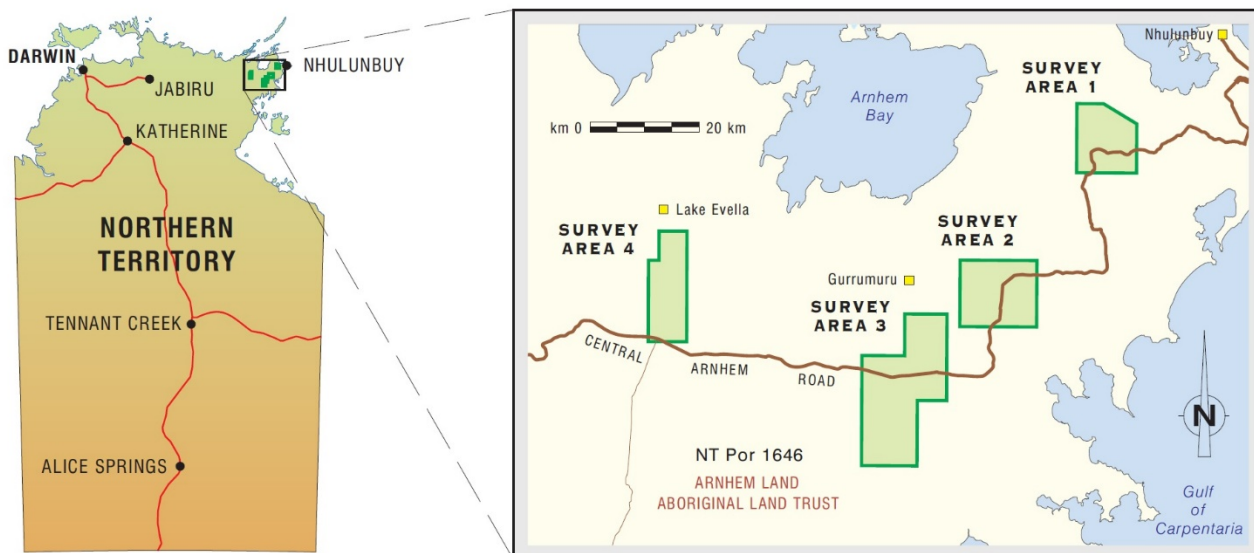 DARWIN
JABIRU
NHULUNBUY
KATHERINE
NORTHERN
TERRITORY
TENNANT CREEK
ALICE SPRINGS
Nhulunbuy
SURVEY
AREA 1
Arnhem
Bay
km 0 20 km
Lake Evella
SURVEY
AREA 4
SURVEY
AREA 2
Gurrumuru
SURVEY
AREA 3
CENTRAL ARNHEM ROAD
N
NT Por 1646
ARNHEM LAND
ABORIGINAL LAND TRUST
Gulf
of
Carpentaria